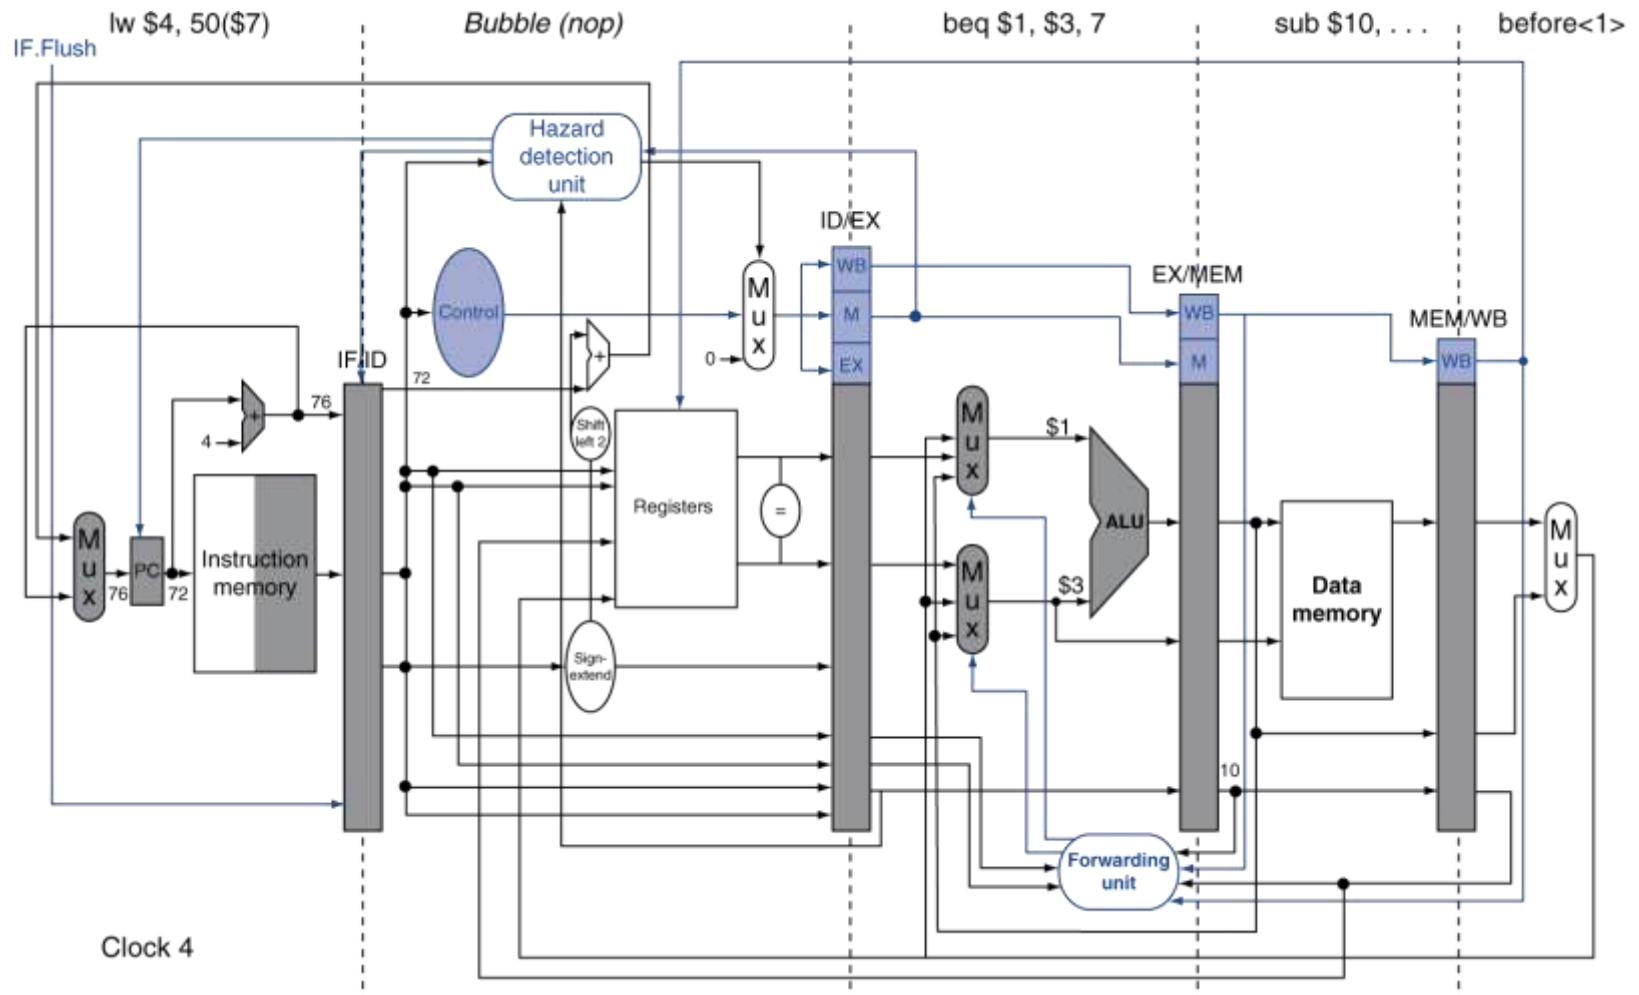 lw $4, 50($7)
Bubble (nop)
beq $1, $3, 7
sub $10, . . .
before<1>
IF.Flush
Hazard
detection
unit
ID/EX
WB
M
EX
EX/MEM
WB
M
MEM/WB
WB
Control
M
u
x
0
+
IF/ID
72
76
+
4
Shift
left 2
Registers
=
M
u
x
$1
ALU
M
u
x
PC
76
72
Instruction
memory
M
u
x
$3
Data
memory
M
u
x
Sign-
extend
10
Forwarding
unit
Clock 4